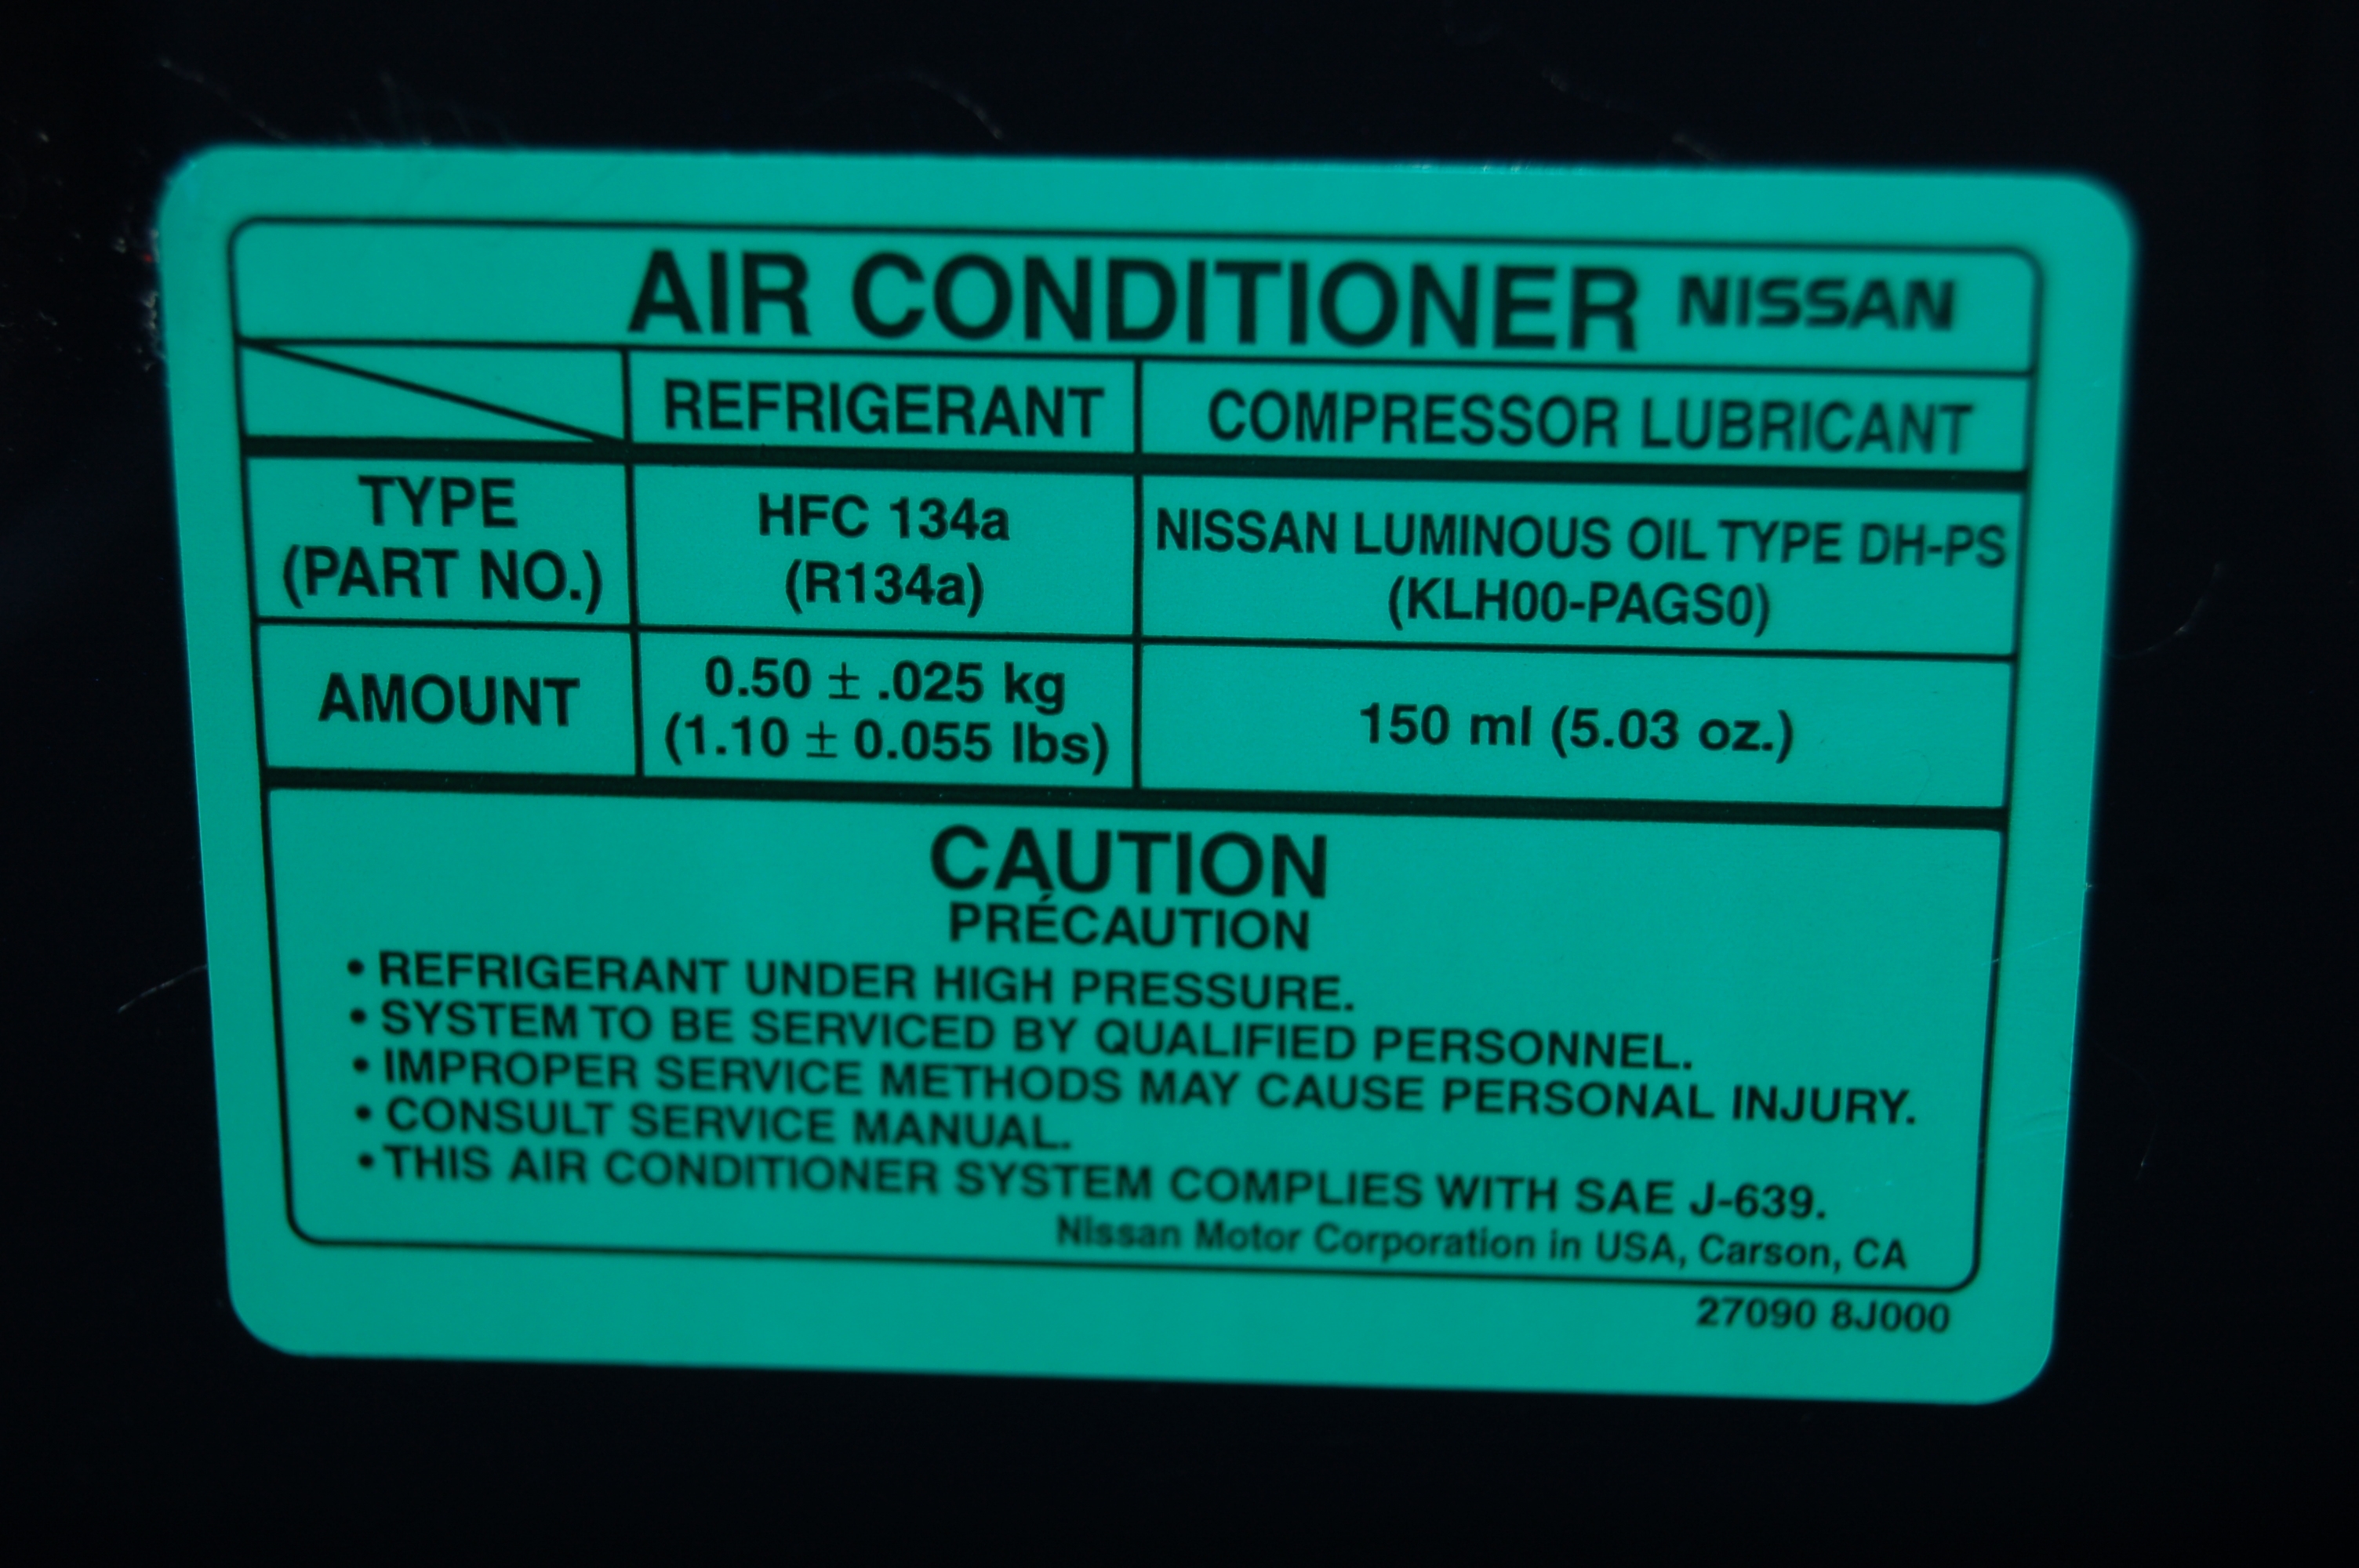 AIR CONDITIONER NISSAN
REFRIGERANT COMPRESSOR LUBRICANT
TYPE
(PART NO.)
HFC 134a
(R134a)
NISSAN LUMINOUS OIL TYPE DH-PS
(KLH00-PAGS0)
AMOUNT
0.50 ± .025 kg
(1.10 ± 0.055 lbs)
150 ml (5.03 oz.)
CAUTION
PRÉCAUTION
• REFRIGERANT UNDER HIGH PRESSURE.
• SYSTEM TO BE SERVICED BY QUALIFIED PERSONNEL.
• IMPROPER SERVICE METHODS MAY CAUSE PERSONAL INJURY.
• CONSULT SERVICE MANUAL.
• THIS AIR CONDITIONER SYSTEM COMPLIES WITH SAE J-639.
Nissan Motor Corporation in USA, Carson, CA
27090 8J000